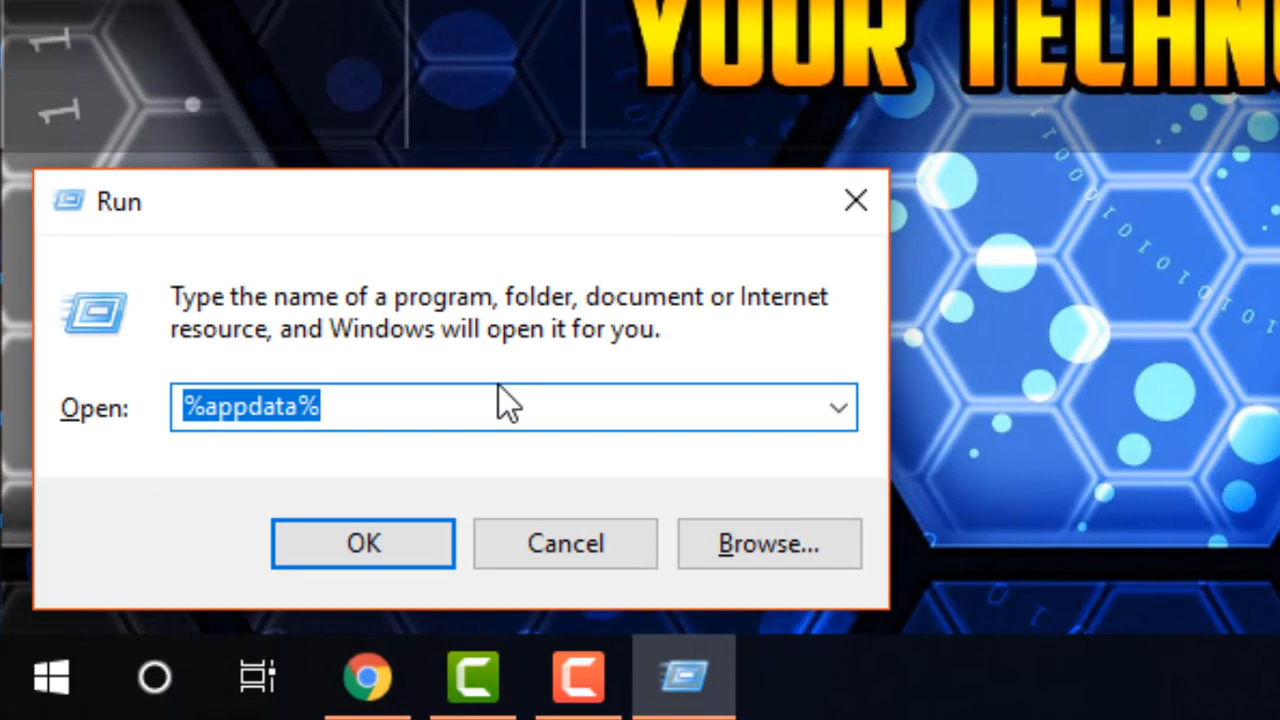 YOUR TECHN
Run
Type the name of a program, folder, document or Internet
resource, and Windows will open it for you.
Open: %appdata%
OK Cancel Browse...